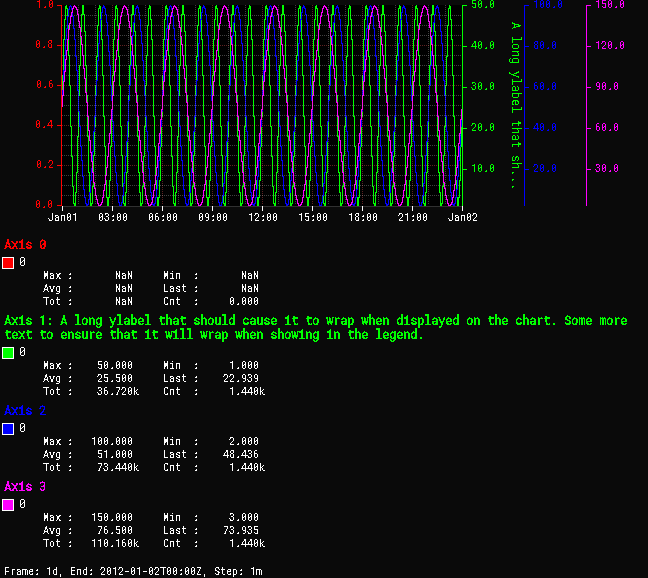 1.0 50.0 100.0 150.0
0.8 40.0 80.0 120.0
0.6 30.0 60.0 90.0
0.4 20.0 40.0 60.0
0.2 10.0 20.0 30.0
0.0
A long ylabel that sh...
Jan01 03:00 06:00 09:00 12:00 15:00 18:00 21:00 Jan02
Axis 0
0
Max : NaN Min : NaN
Avg : NaN Last : NaN
Tot : NaN Cnt : 0.000
Axis 1: A long ylabel that should cause it to wrap when displayed on the chart. Some more
text to ensure that it will wrap when showing in the legend.
0
Max : 50.000 Min : 1.000
Avg : 25.500 Last : 22.939
Tot : 36.720k Cnt : 1.440k
Axis 2
0
Max : 100.000 Min : 2.000
Avg : 51.000 Last : 48.436
Tot : 73.440k Cnt : 1.440k
Axis 3
0
Max : 150.000 Min : 3.000
Avg : 76.500 Last : 73.935
Tot : 110.160k Cnt : 1.440k
Frame: 1d, End: 2012-01-02T00:00Z, Step: 1m